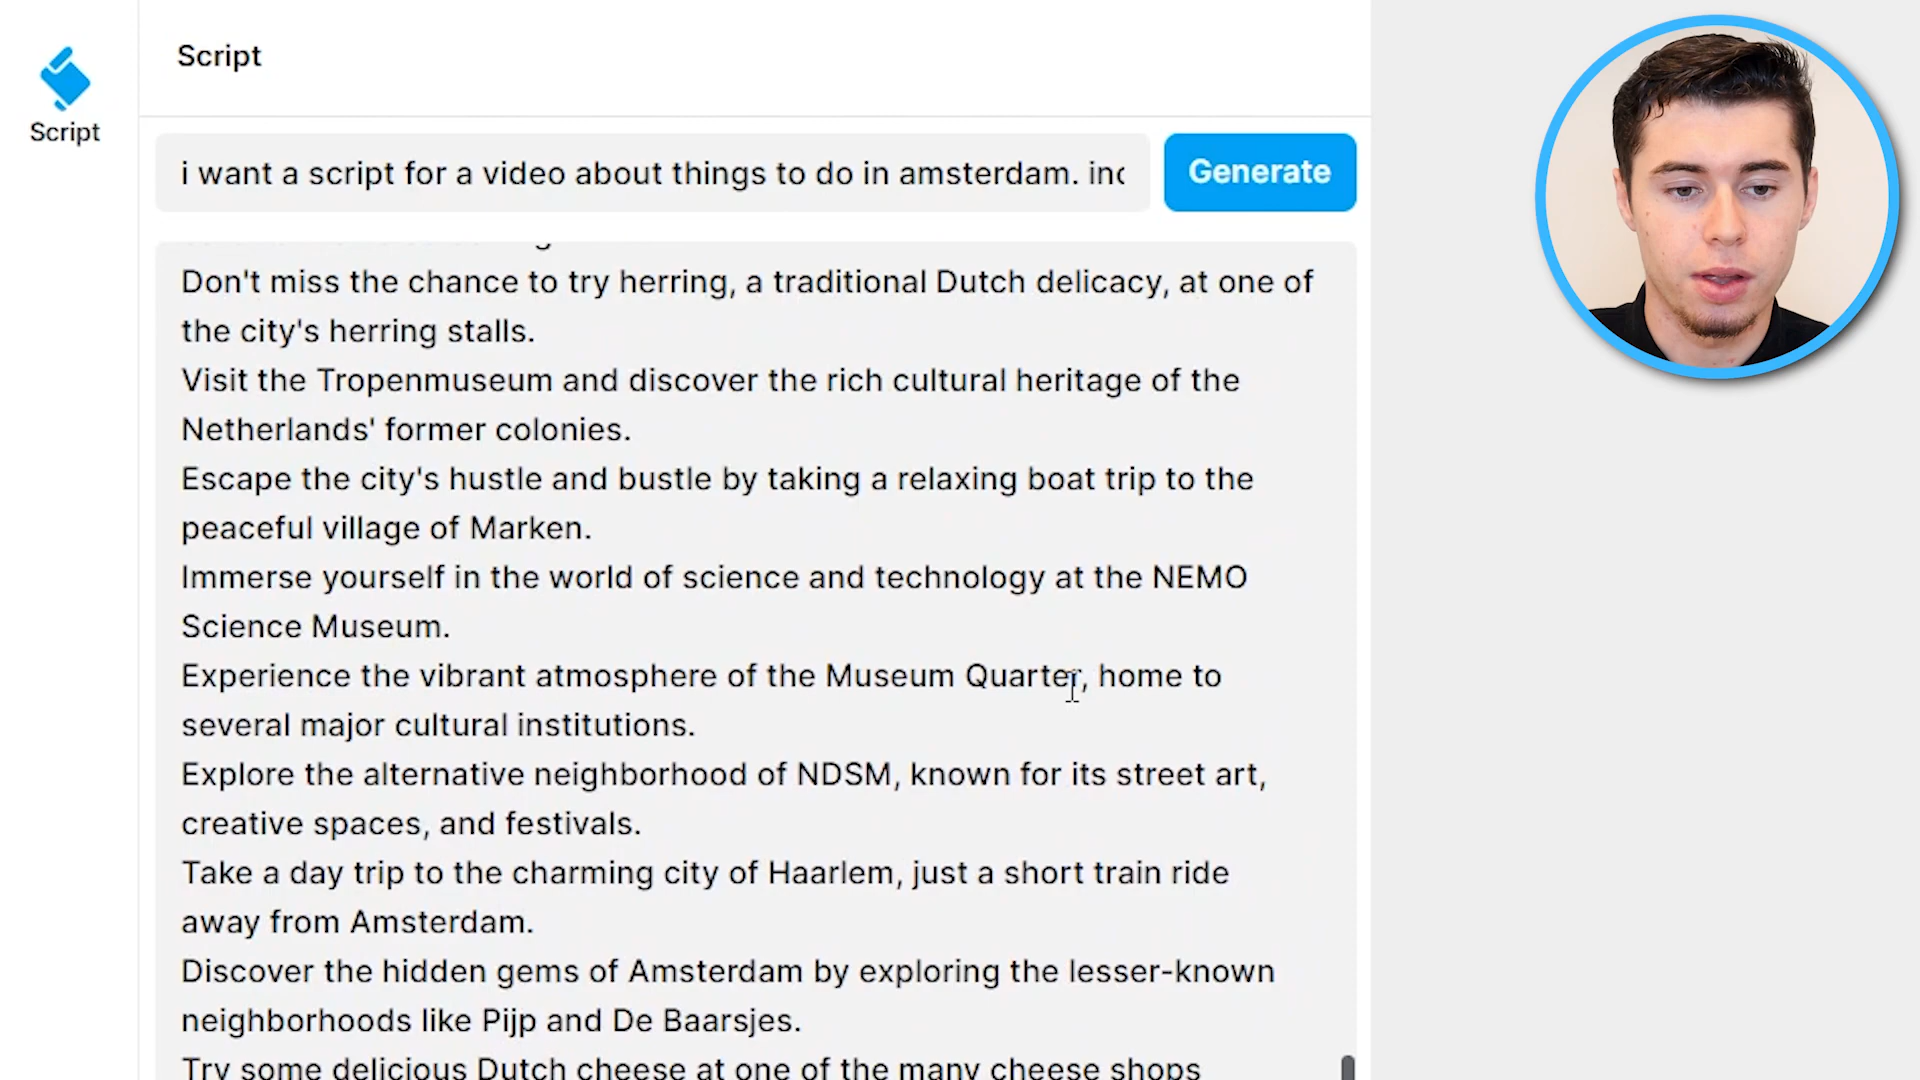 Script
Script
i want a script for a video about things to do in amsterdam. inc
Generate
Don't miss the chance to try herring, a traditional Dutch delicacy, at one of
the city's herring stalls.
Visit the Tropenmuseum and discover the rich cultural heritage of the
Netherlands' former colonies.
Escape the city's hustle and bustle by taking a relaxing boat trip to the
peaceful village of Marken.
Immerse yourself in the world of science and technology at the NEMO
Science Museum.
Experience the vibrant atmosphere of the Museum Quarter, home to
several major cultural institutions.
Explore the alternative neighborhood of NDSM, known for its street art,
creative spaces, and festivals.
Take a day trip to the charming city of Haarlem, just a short train ride
away from Amsterdam.
Discover the hidden gems of Amsterdam by exploring the lesser-known
neighborhoods like Pijp and De Baarsjes.
Try some delicious Dutch cheese at one of the many cheese shops